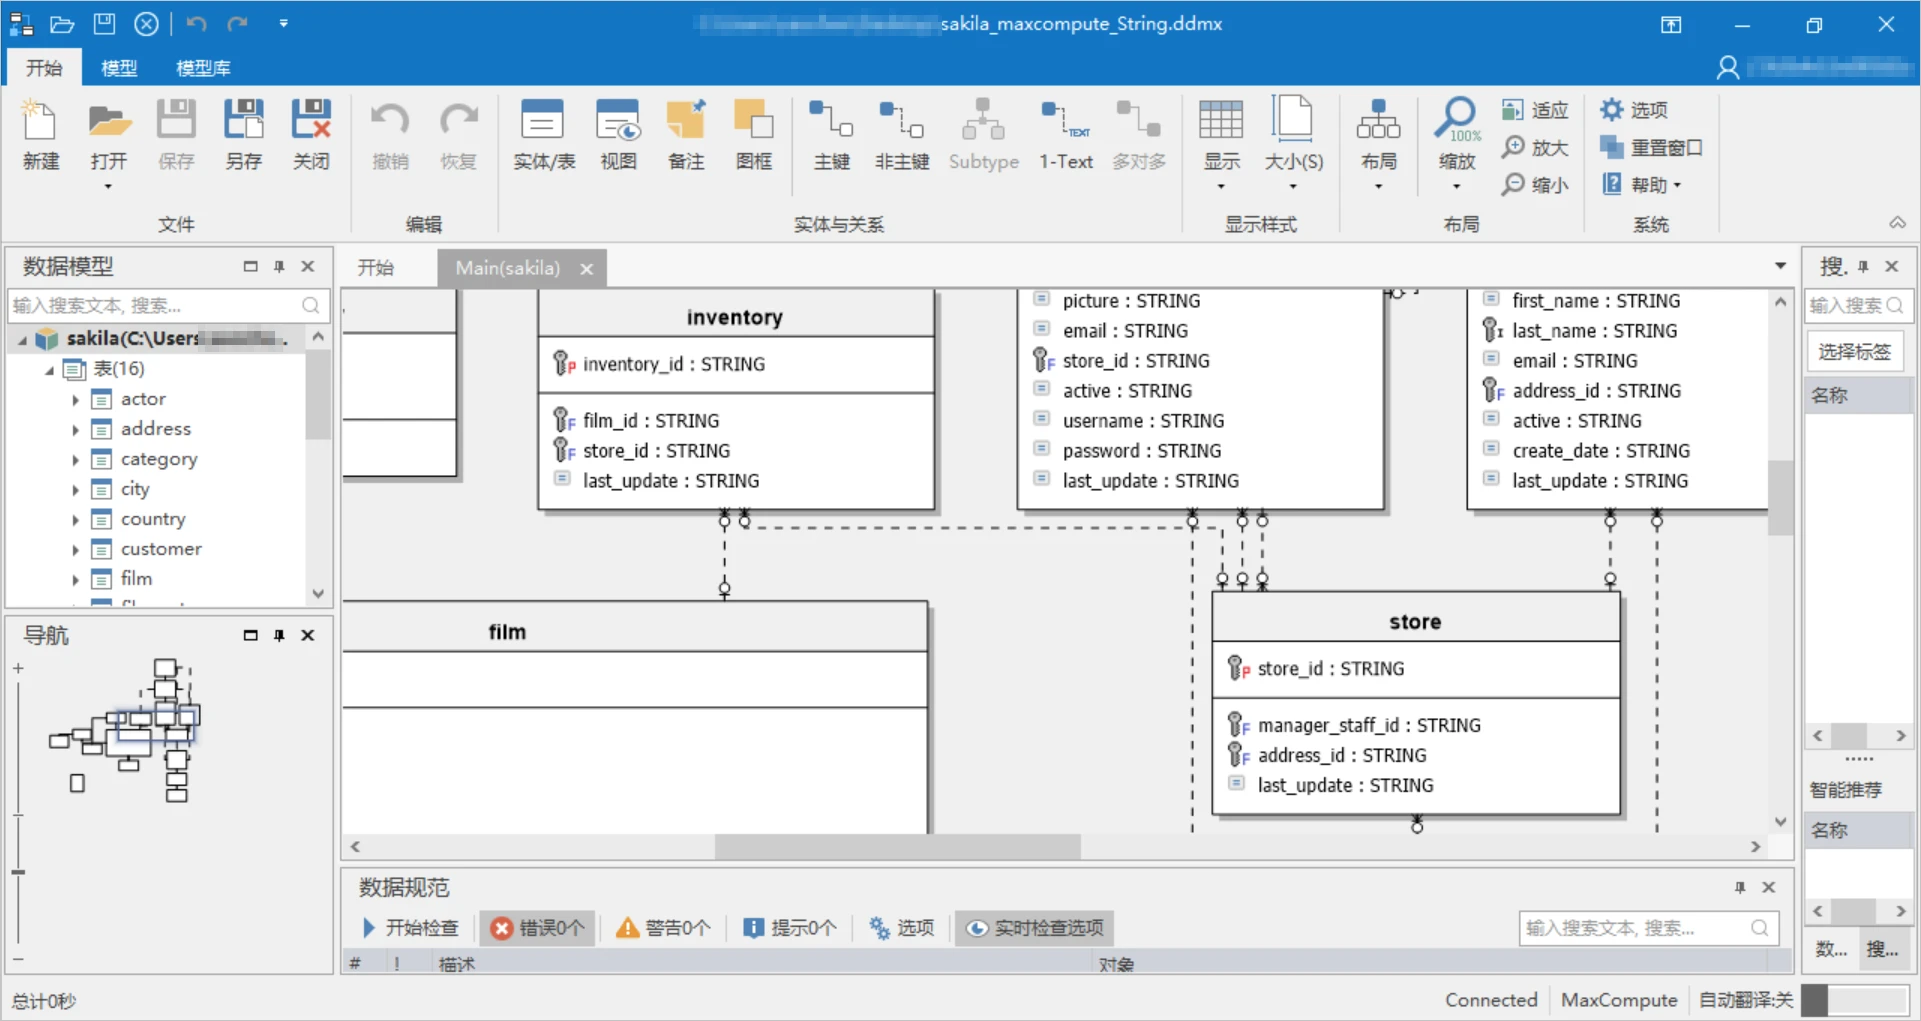 sakila_maxcompute_String.ddmx
开始 模型 模型库
新建 打开 保存 另存 关闭 撤销 恢复 实体/表 视图 备注 图框 主键 非主键 Subtype 1-Text 多对多 显示 大小(S) 布局 缩放 适应 选项
TEXT
100%
放大 重置窗口
缩小 帮助
文件 编辑 实体与关系 显示样式 布局 系统
数据模型
输入搜索文本, 搜索...
sakila(C:\Users
表(16)
actor
address
category
city
country
customer
film
导航
开始 Main(sakila)
inventory
inventory_id : STRING
film_id : STRING
store_id : STRING
last_update : STRING
picture : STRING
email : STRING
store_id : STRING
active : STRING
username : STRING
password : STRING
last_update : STRING
first_name : STRING
last_name : STRING
email : STRING
address_id : STRING
active : STRING
create_date : STRING
last_update : STRING
film
store
store_id : STRING
manager_staff_id : STRING
address_id : STRING
last_update : STRING
搜.
输入搜索
选择标签
名称
智能推荐
名称
数... 搜...
数据规范
开始检查 错误0个 警告0个 提示0个 选项 实时检查选项 输入搜索文本, 搜索...
# ! 描述 对象
总计0秒 Connected MaxCompute 自动翻译:关